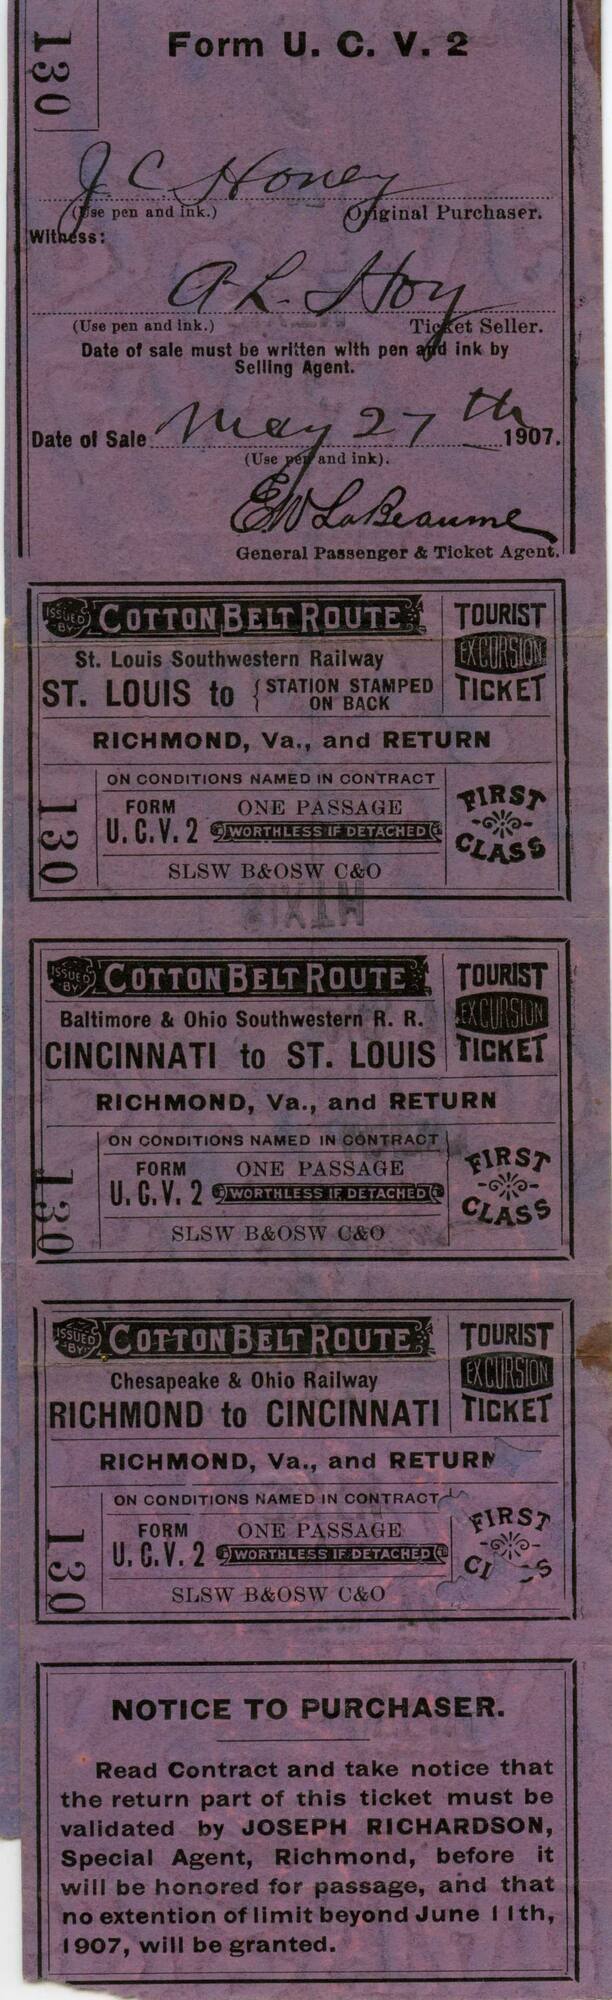 130
Form U. C. V. 2
J. C. Honey
(Use pen and ink.) Original Purchaser.
Witness:
A. L. Hoy
(Use pen and ink.) Ticket Seller.
Date of sale must be written with pen and ink by
Selling Agent.
Date of Sale May 27th 1907.
(Use pen and ink).
E W LaBeaume
General Passenger & Ticket Agent.
ISSUED BY COTTON BELT ROUTE
St. Louis Southwestern Railway
ST. LOUIS to { STATION STAMPED ON BACK
TOURIST
EXCURSION
TICKET
RICHMOND, Va., and RETURN
130
ON CONDITIONS NAMED IN CONTRACT
FORM ONE PASSAGE
U. C. V. 2 WORTHLESS IF DETACHED
SLSW B&OSW C&O
FIRST
CLASS
ISSUED BY COTTON BELT ROUTE
Baltimore & Ohio Southwestern R. R.
CINCINNATI to ST. LOUIS
TOURIST
EXCURSION
TICKET
RICHMOND, Va., and RETURN
130
ON CONDITIONS NAMED IN CONTRACT
FORM ONE PASSAGE
U. C. V. 2 WORTHLESS IF DETACHED
SLSW B&OSW C&O
FIRST
CLASS
ISSUED BY COTTON BELT ROUTE
Chesapeake & Ohio Railway
RICHMOND to CINCINNATI
TOURIST
EXCURSION
TICKET
RICHMOND, Va., and RETURN
130
ON CONDITIONS NAMED IN CONTRACT
FORM ONE PASSAGE
U. C. V. 2 WORTHLESS IF DETACHED
SLSW B&OSW C&O
FIRST
NOTICE TO PURCHASER.
Read Contract and take notice that
the return part of this ticket must be
validated by JOSEPH RICHARDSON,
Special Agent, Richmond, before it
will be honored for passage, and that
no extention of limit beyond June 11th,
1907, will be granted.